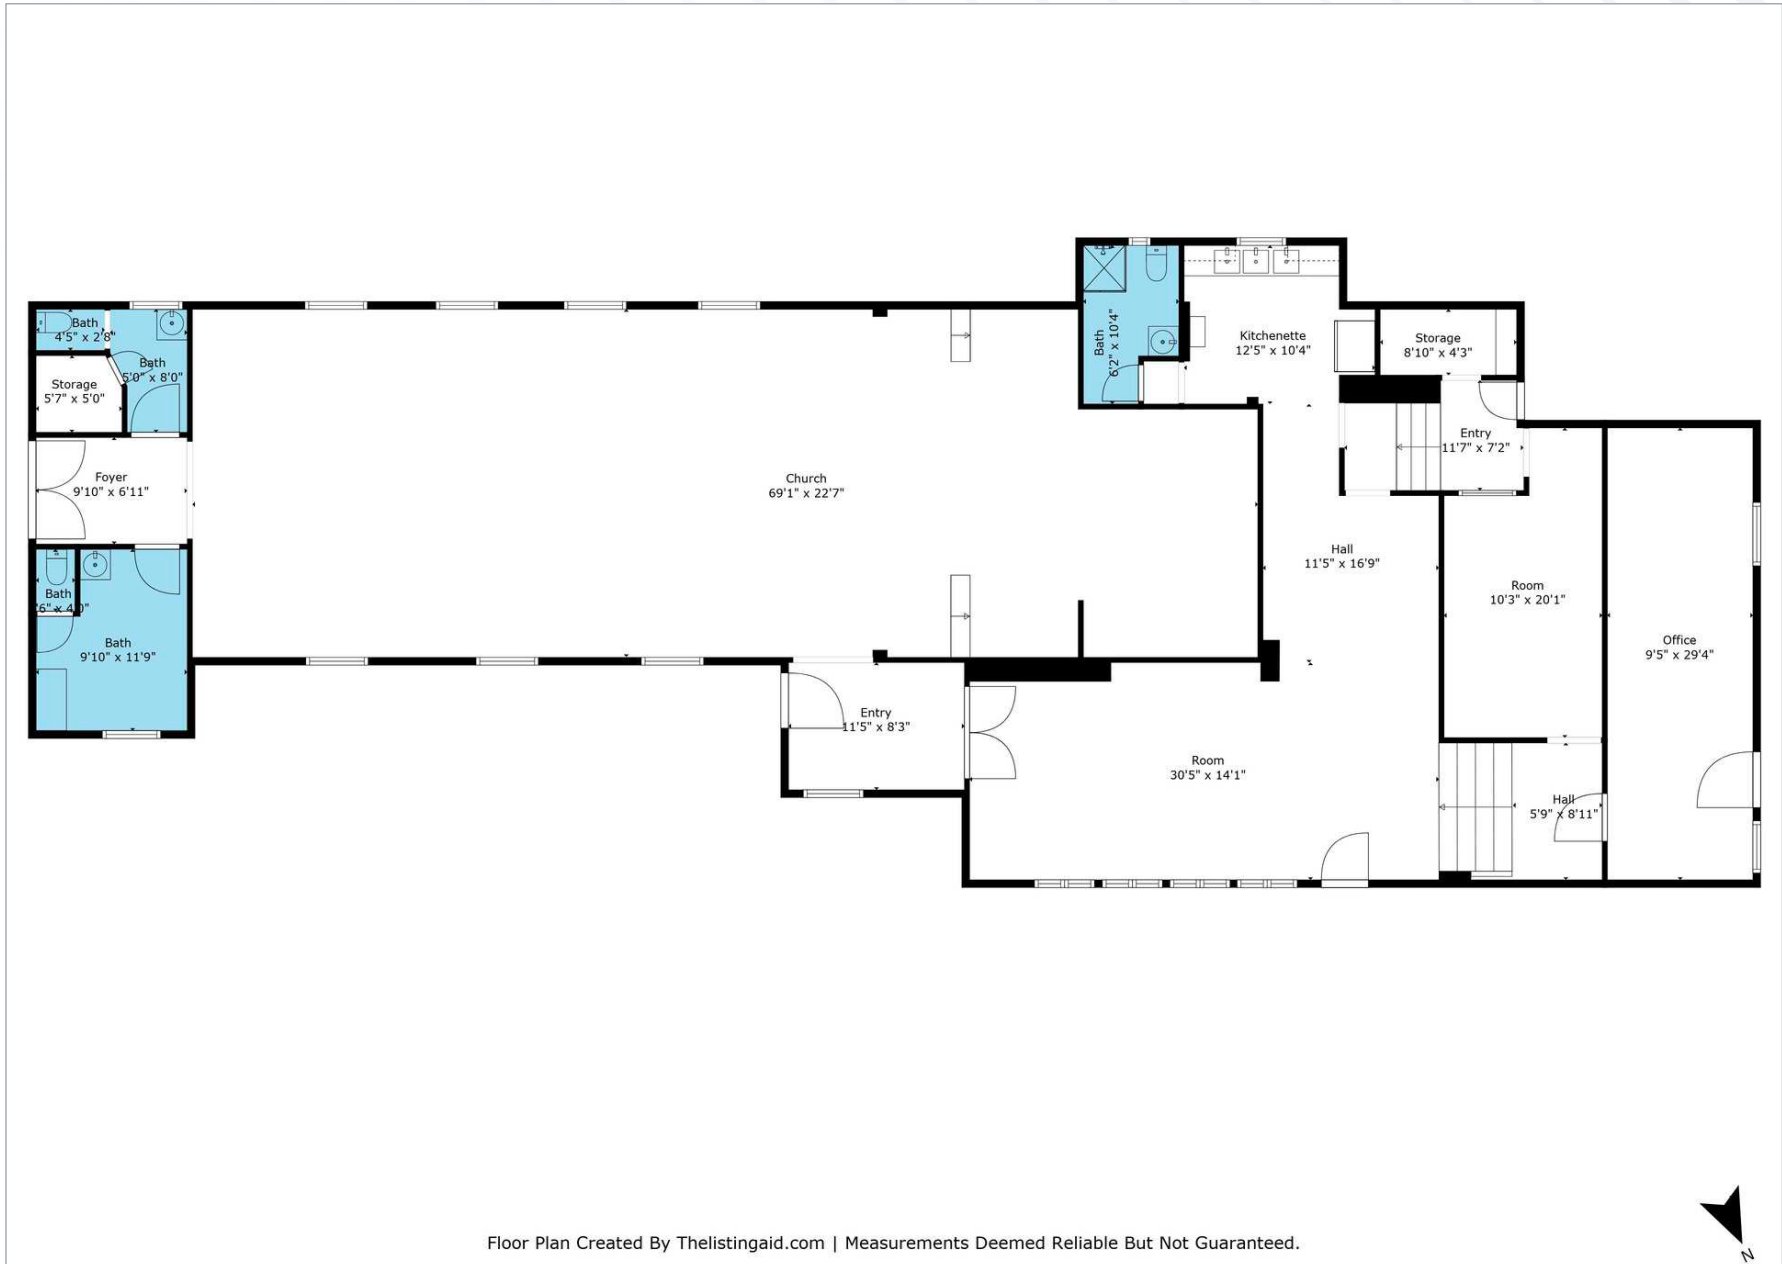 Bath
4'5" x 2'8"
Bath
5'0" x 8'0"
Storage
5'7" x 5'0"
Foyer
9'10" x 6'11"
Bath
6" x 4'0"
Bath
9'10" x 11'9"
Church
69'1" x 22'7"
Entry
11'5" x 8'3"
Bath
6'2" x 10'4"
Kitchenette
12'5" x 10'4"
Storage
8'10" x 4'3"
Entry
11'7" x 7'2"
Hall
11'5" x 16'9"
Room
10'3" x 20'1"
Office
9'5" x 29'4"
Room
30'5" x 14'1"
Hall
5'9" x 8'11"
Floor Plan Created By Thelistingaid.com | Measurements Deemed Reliable But Not Guaranteed.
N